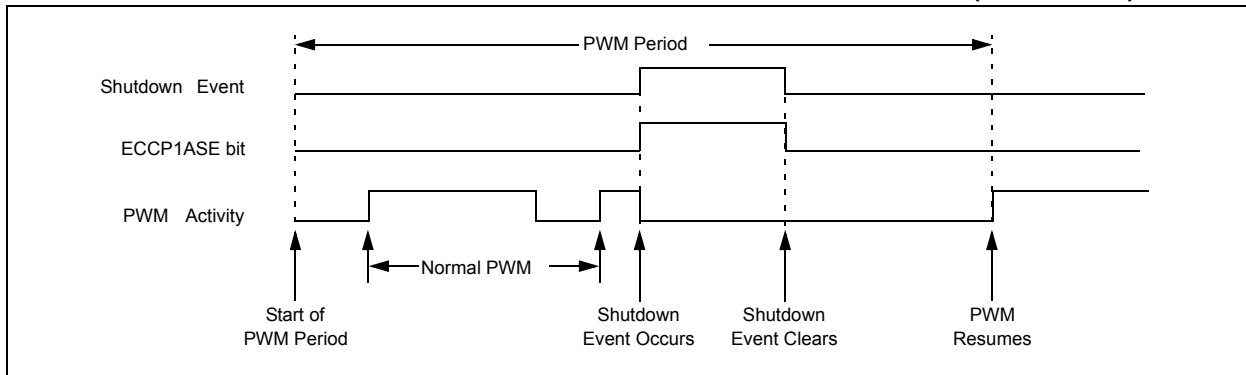 PWM Period
Shutdown Event
ECCP1ASE bit
PWM Activity
Normal PWM
Start of
PWM Period
Shutdown
Event Occurs
Shutdown
Event Clears
PWM
Resumes